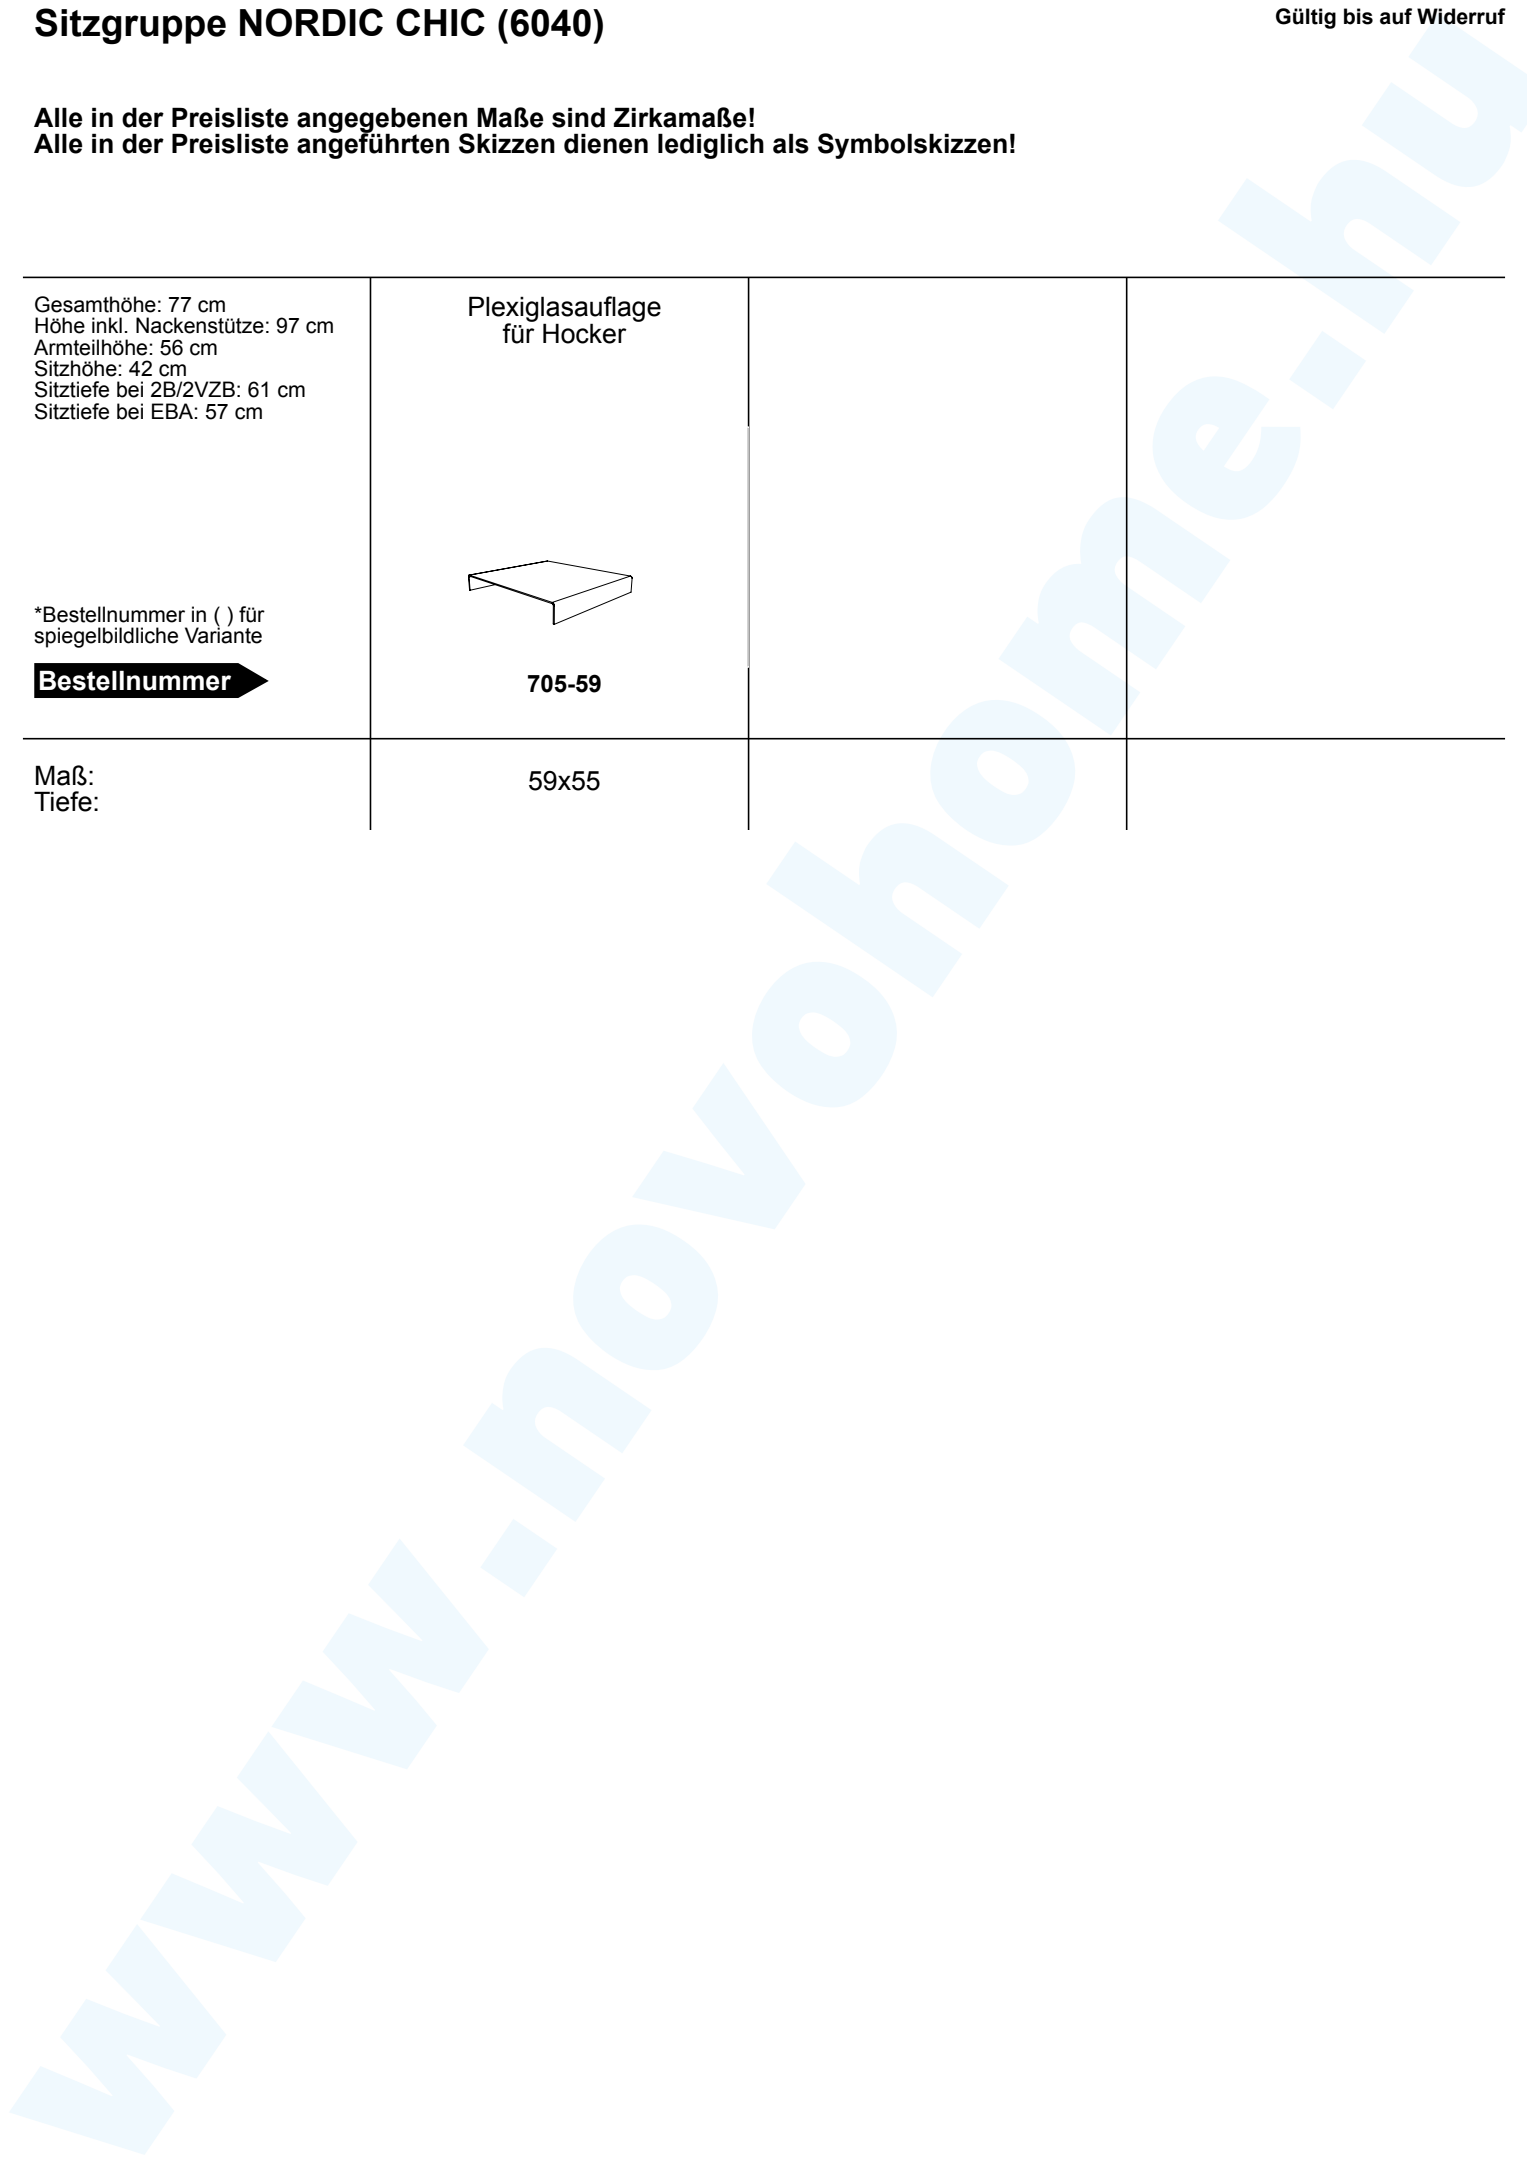 Sitzgruppe NORDIC CHIC (6040)
Gültig bis auf Widerruf
Alle in der Preisliste angegebenen Maße sind Zirkamaße!
Alle in der Preisliste angeführten Skizzen dienen lediglich als Symbolskizzen!
Gesamthöhe: 77 cm
Höhe inkl. Nackenstütze: 97 cm
Armteilhöhe: 56 cm
Sitzhöhe: 42 cm
Sitztiefe bei 2B/2VZB: 61 cm
Sitztiefe bei EBA: 57 cm
*Bestellnummer in ( ) für
spiegelbildliche Variante
Bestellnummer
Plexiglasauflage
für Hocker
705-59
Maß:
Tiefe:
59x55
www.novohome.hu